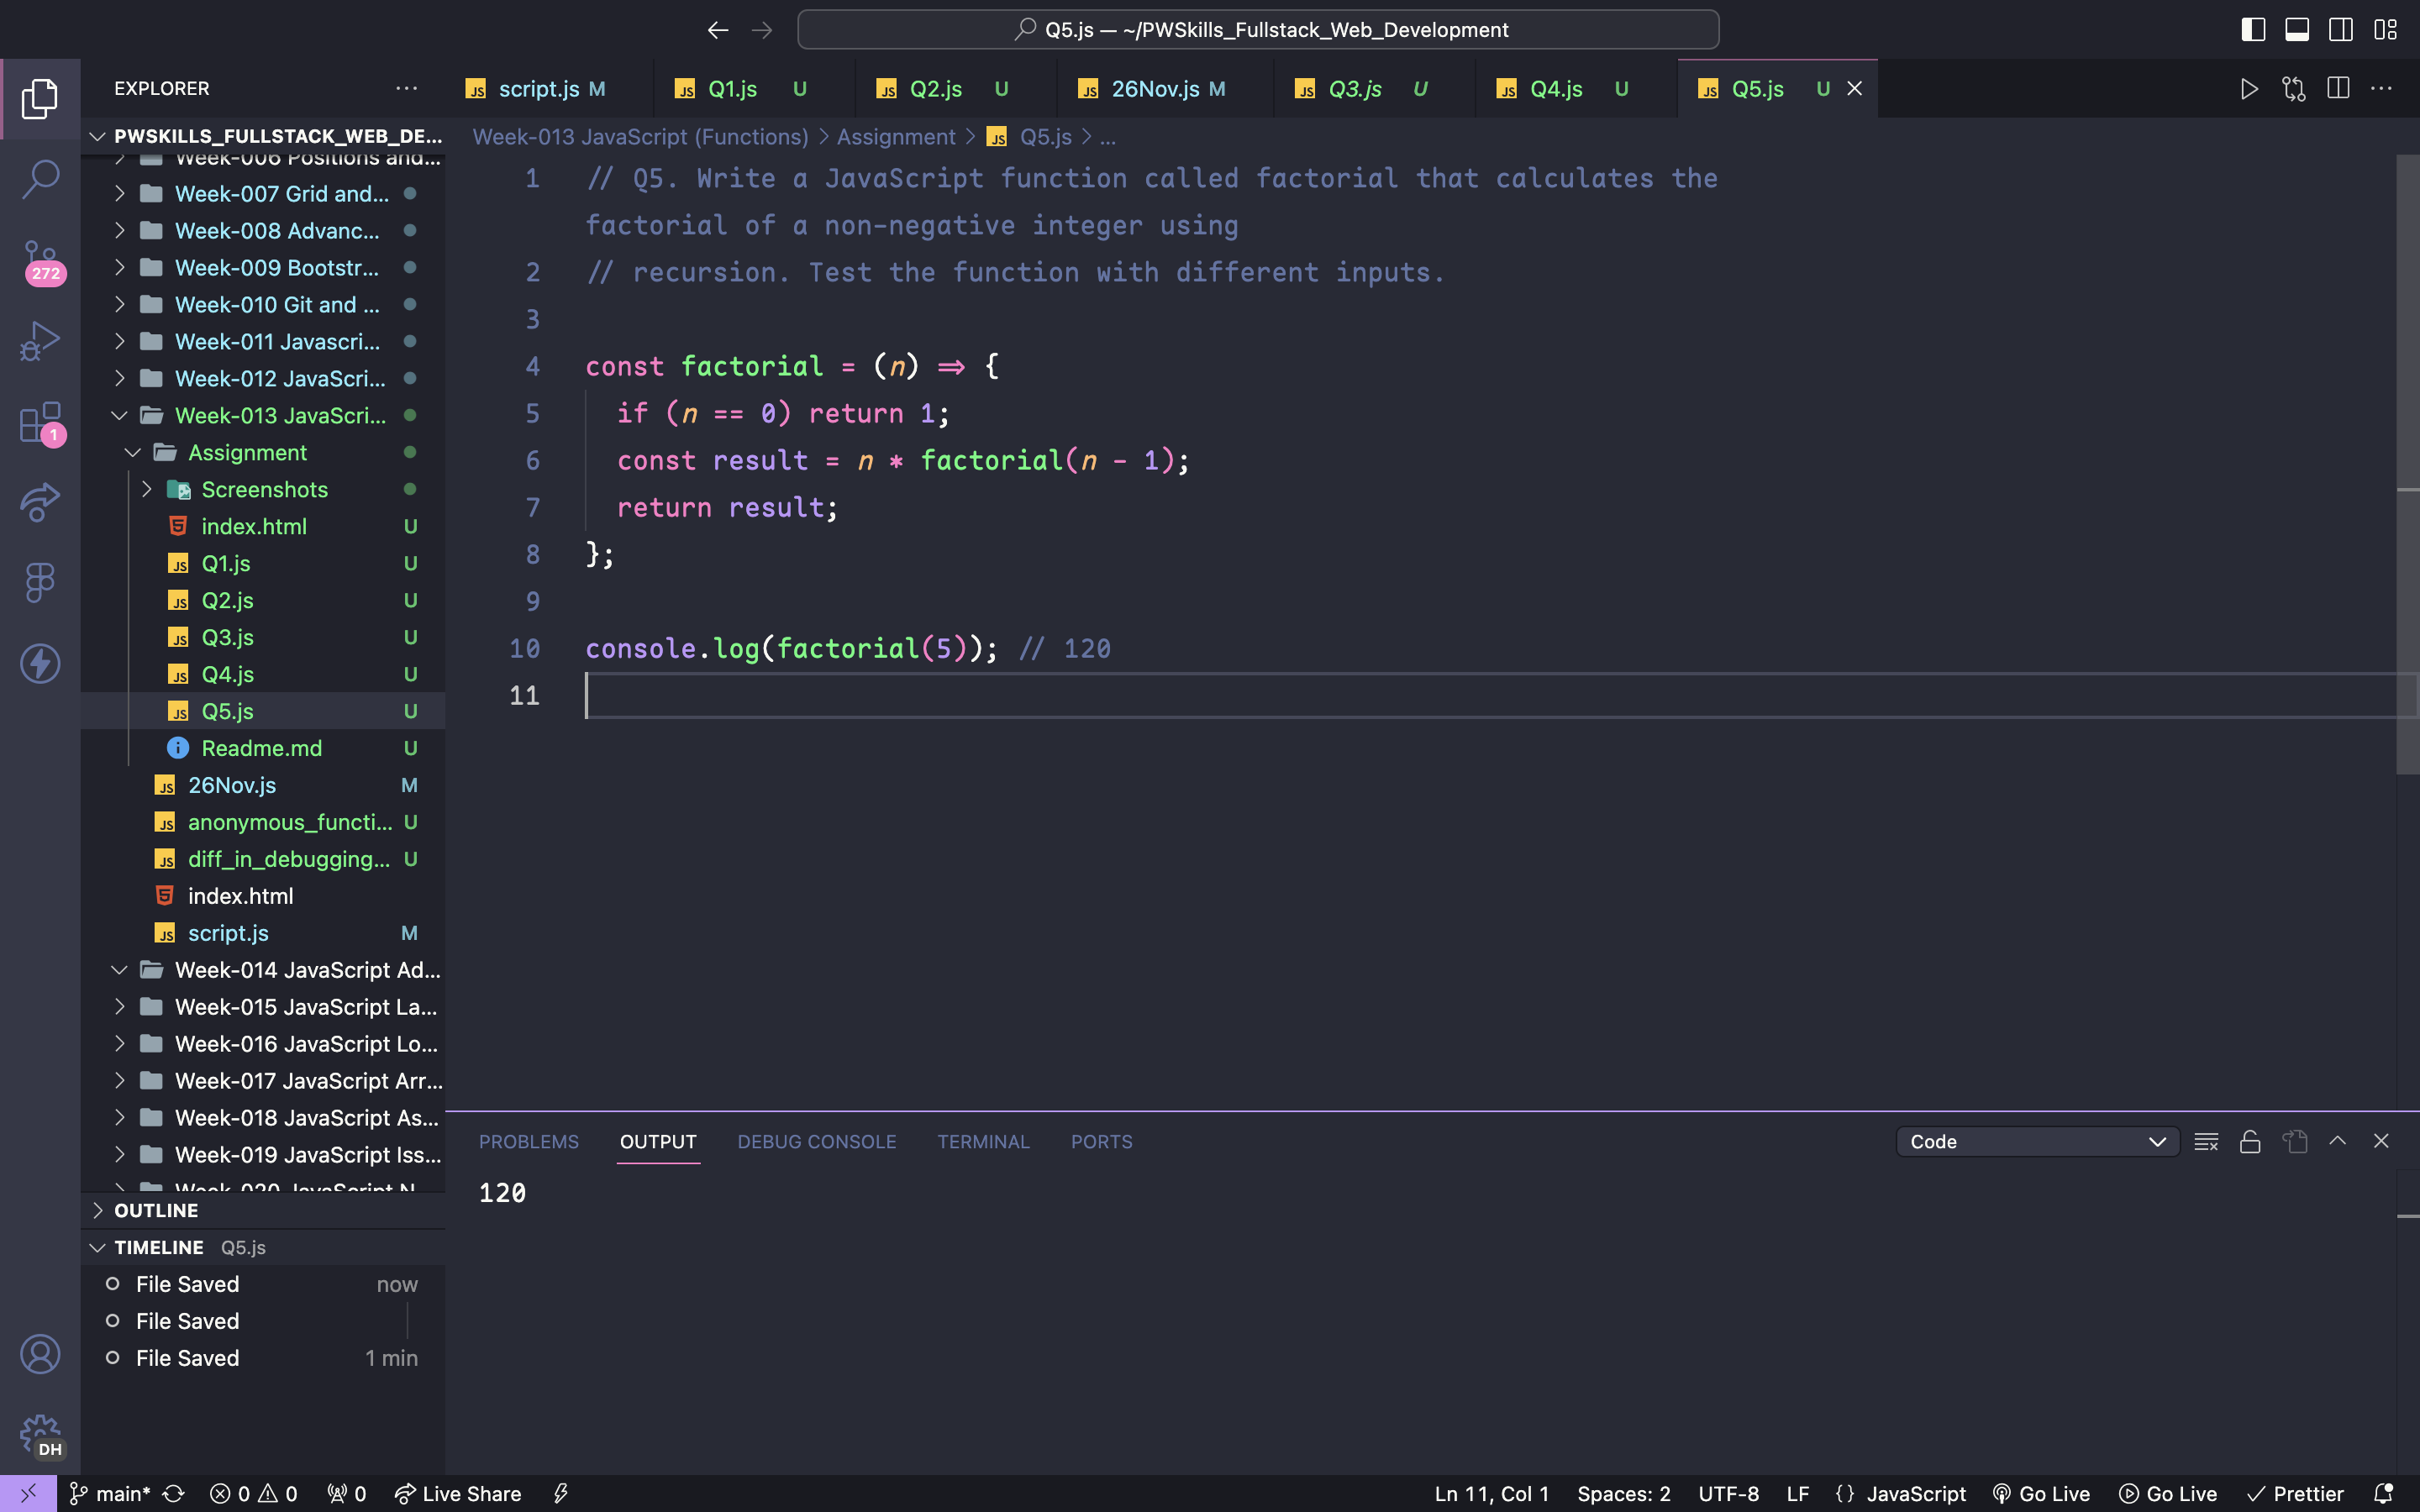 Q5.js — ~/PWSkills_Fullstack_Web_Development
EXPLORER
PWSKILLS_FULLSTACK_WEB_DE...
Week-006 Positions and...
Week-007 Grid and...
Week-008 Advanc...
Week-009 Bootstr...
Week-010 Git and ...
Week-011 Javascri...
Week-012 JavaScri...
Week-013 JavaScri...
Assignment
Screenshots
index.html U
Q1.js U
Q2.js U
Q3.js U
Q4.js U
Q5.js U
Readme.md U
26Nov.js M
anonymous_functi... U
diff_in_debugging... U
index.html
script.js M
Week-014 JavaScript Ad...
Week-015 JavaScript La...
Week-016 JavaScript Lo...
Week-017 JavaScript Arr...
Week-018 JavaScript As...
Week-019 JavaScript Iss...
Week-020 JavaScript N...
OUTLINE
TIMELINE Q5.js
File Saved now
File Saved
File Saved 1 min
272
1
DH
script.js M Q1.js U Q2.js U 26Nov.js M Q3.js U Q4.js U Q5.js U
Week-013 JavaScript (Functions) > Assignment > JS Q5.js > ...
1 // Q5. Write a JavaScript function called factorial that calculates the
factorial of a non-negative integer using
2 // recursion. Test the function with different inputs.
3
4 const factorial = (n) => {
5 if (n == 0) return 1;
6 const result = n * factorial(n - 1);
7 return result;
8 };
9
10 console.log(factorial(5)); // 120
11
PROBLEMS OUTPUT DEBUG CONSOLE TERMINAL PORTS Code
120
main* 0 0 0 Live Share Ln 11, Col 1 Spaces: 2 UTF-8 LF {} JavaScript Go Live Go Live Prettier